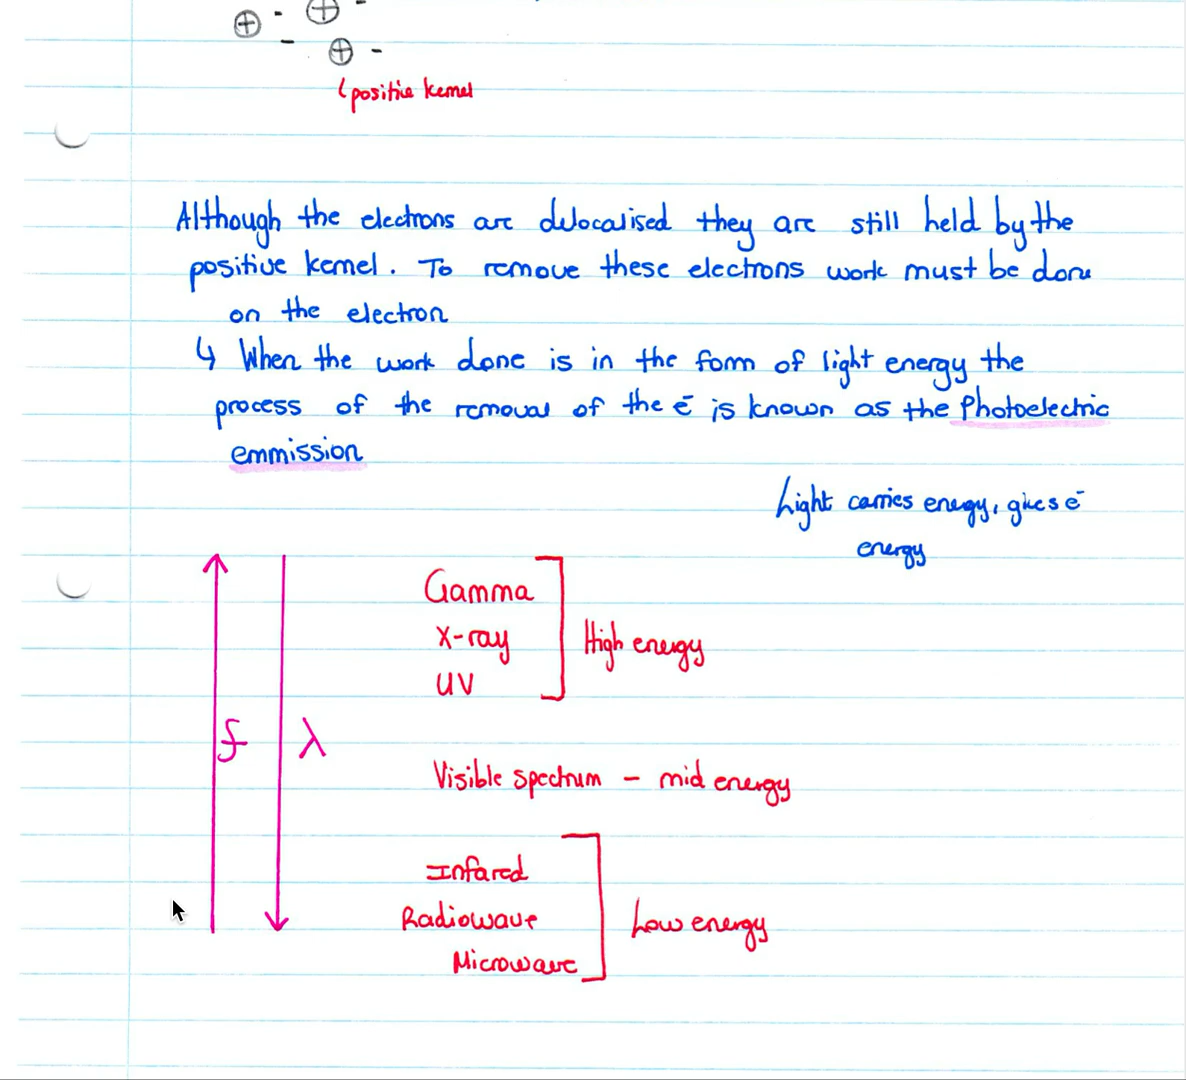 positive kernel
Although the electrons are delocalised they are still held by the
positive kernel. To remove these electrons work must be done
on the electron
↳ When the work done is in the form of light energy the
process of the removal of the e⁻ is known as the Photoelectric
emmission
Light carries energy, gives e⁻
energy
Gamma
X-ray
UV
High energy
f
λ
Visible spectrum - mid energy
Infared
Radiowave
Microwave
Low energy